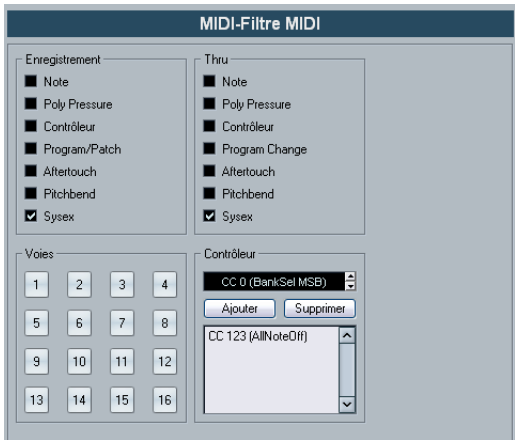 MIDI-Filtre MIDI
Enregistrement
Note
Poly Pressure
Contrôleur
Program/Patch
Aftertouch
Pitchbend
Sysex
Thru
Note
Poly Pressure
Contrôleur
Program Change
Aftertouch
Pitchbend
Sysex
Voies
1 2 3 4
5 6 7 8
9 10 11 12
13 14 15 16
Contrôleur
CC 0 (BankSel MSB)
Ajouter Supprimer
CC 123 (AllNoteOff)